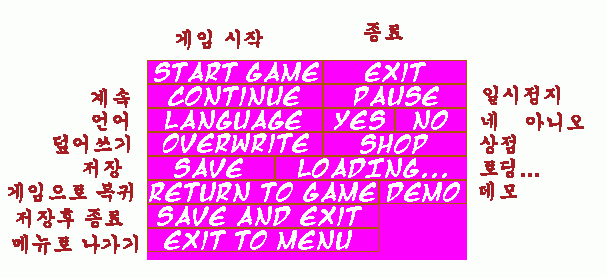 게임 시작 종료
START GAME EXIT
계속 CONTINUE PAUSE 일시점지
언어 LANGUAGE YES NO 네 아니오
덮어쓰기 OVERWRITE SHOP 상점
저장 SAVE LOADING... 로딩...
게임으로 복귀 RETURN TO GAME DEMO 데모
저장후 종료 SAVE AND EXIT
메뉴로 나가기 EXIT TO MENU